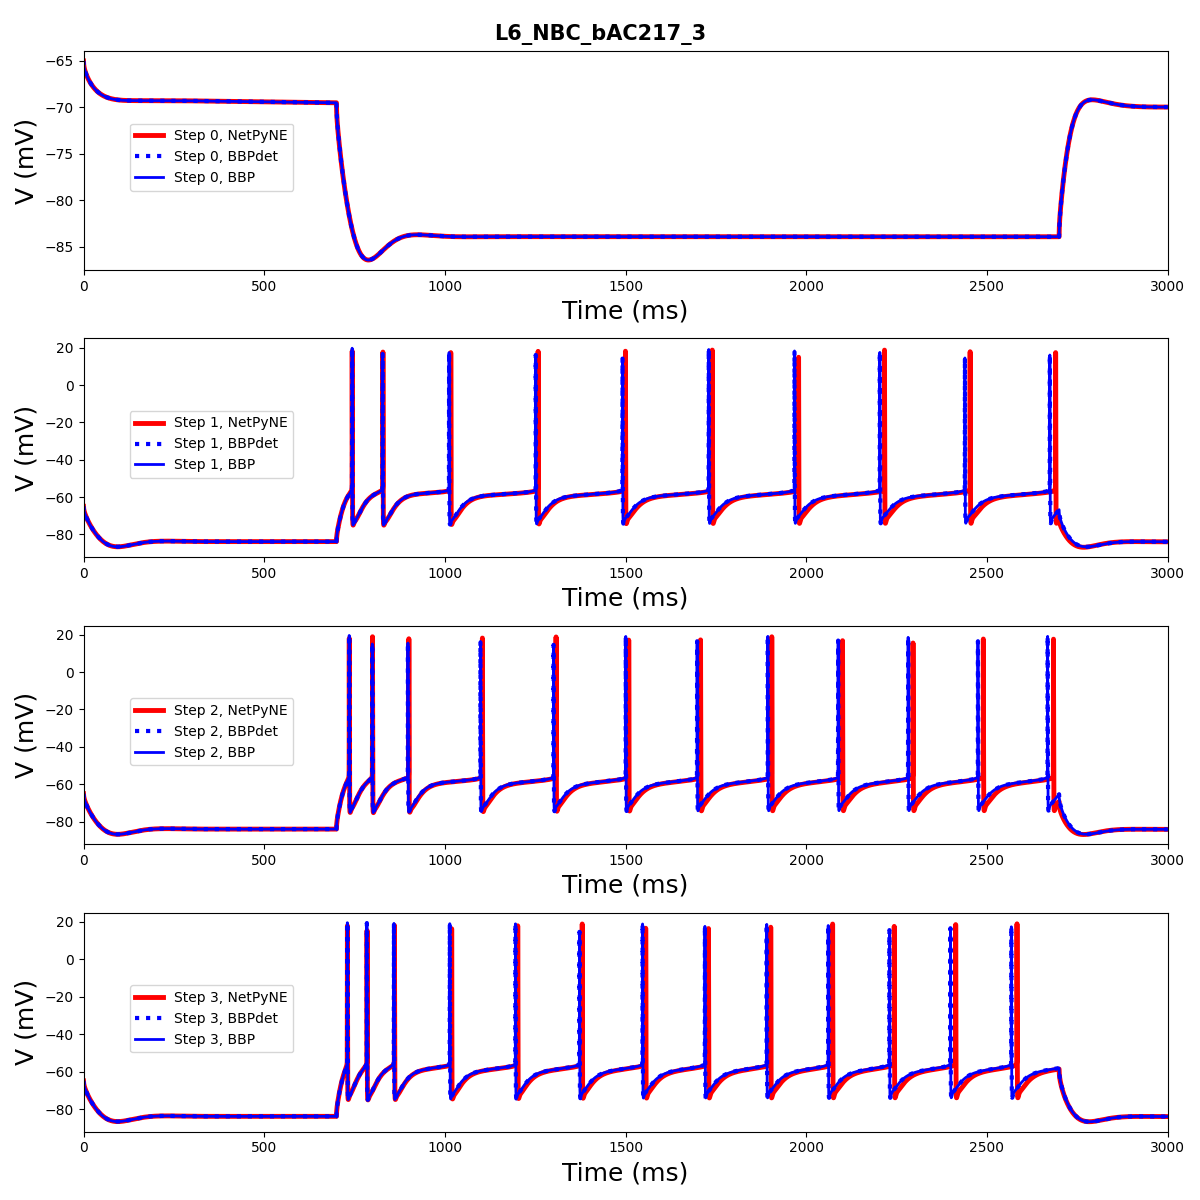 L6_NBC_bAC217_3
−65
−70
−75
−80
−85
V (mV)
Step 0, NetPyNE
Step 0, BBPdet
Step 0, BBP
0 500 1000 1500 2000 2500 3000
Time (ms)
20
0
−20
−40
−60
−80
V (mV)
Step 1, NetPyNE
Step 1, BBPdet
Step 1, BBP
0 500 1000 1500 2000 2500 3000
Time (ms)
20
0
−20
−40
−60
−80
V (mV)
Step 2, NetPyNE
Step 2, BBPdet
Step 2, BBP
0 500 1000 1500 2000 2500 3000
Time (ms)
20
0
−20
−40
−60
−80
V (mV)
Step 3, NetPyNE
Step 3, BBPdet
Step 3, BBP
0 500 1000 1500 2000 2500 3000
Time (ms)